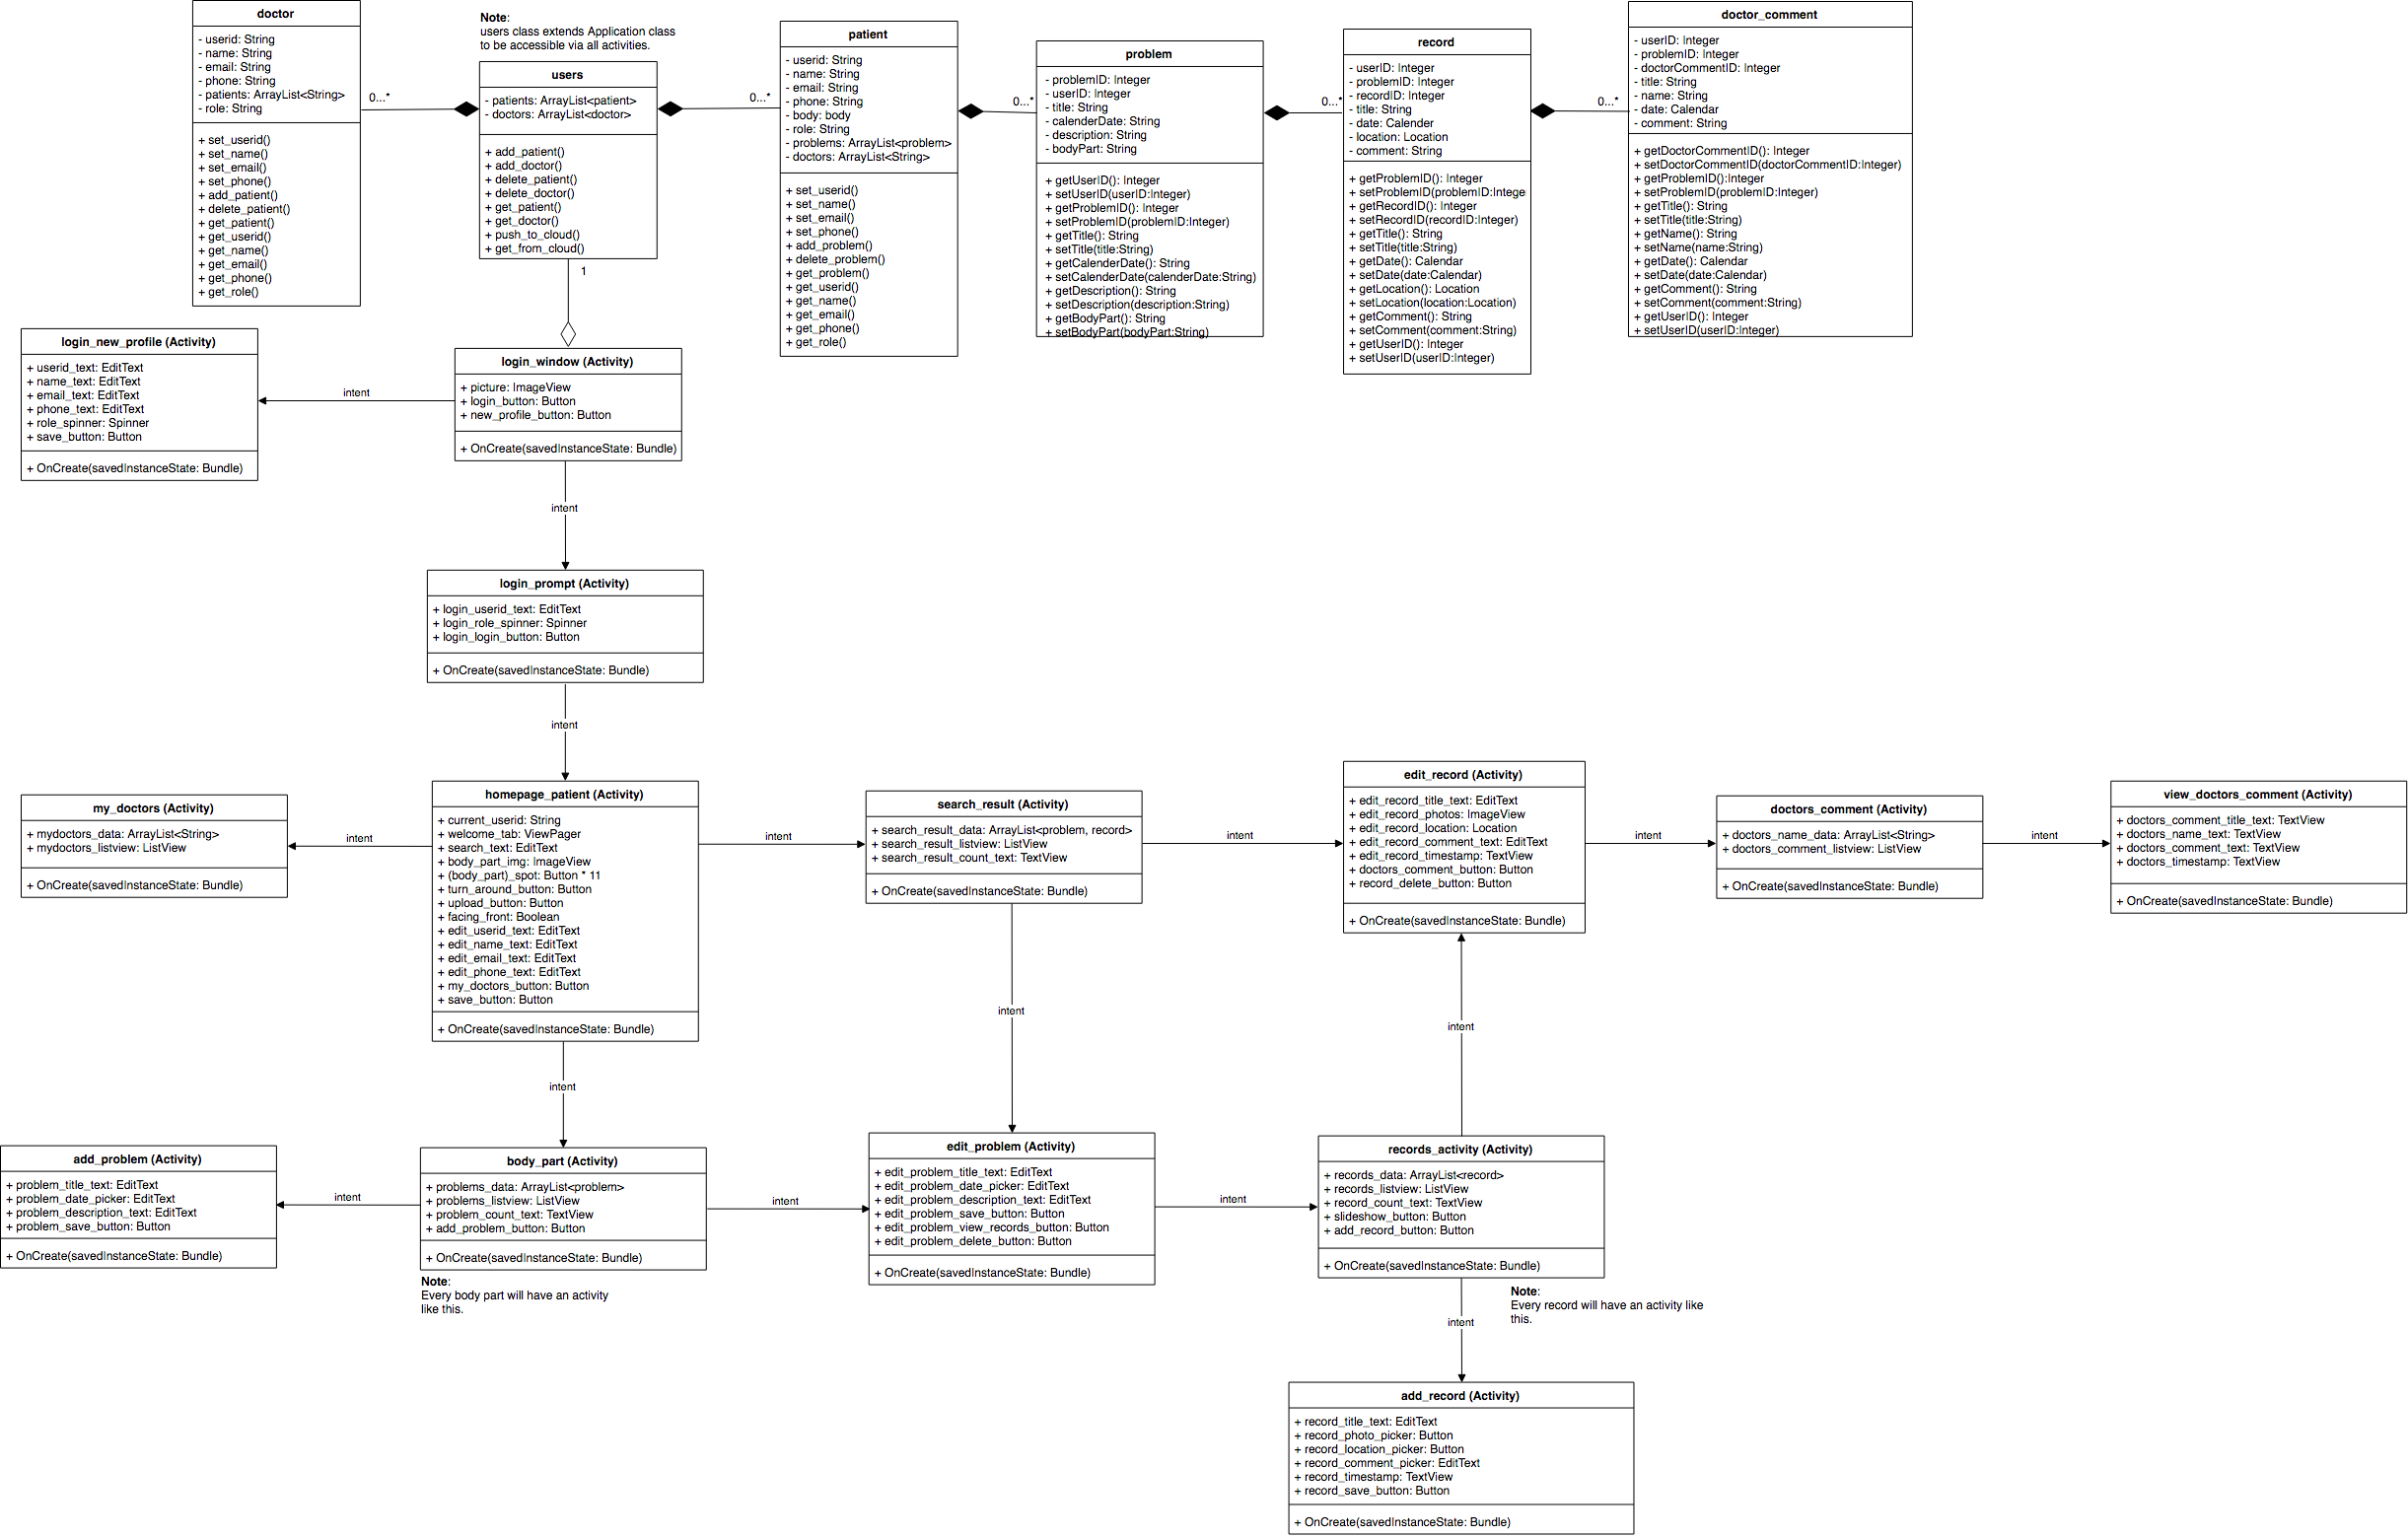 doctor
- userid: String
- name: String
- email: String
- phone: String
- patients: ArrayList<String>
- role: String
+ set_userid()
+ set_name()
+ set_email()
+ set_phone()
+ add_patient()
+ delete_patient()
+ get_patient()
+ get_userid()
+ get_name()
+ get_email()
+ get_phone()
+ get_role()
0...*
Note:
users class extends Application class
to be accessible via all activities.
users
- patients: ArrayList<patient>
- doctors: ArrayList<doctor>
+ add_patient()
+ add_doctor()
+ delete_patient()
+ delete_doctor()
+ get_patient()
+ get_doctor()
+ push_to_cloud()
+ get_from_cloud()
1
0...*
patient
- userid: String
- name: String
- email: String
- phone: String
- body: body
- role: String
- problems: ArrayList<problem>
- doctors: ArrayList<String>
+ set_userid()
+ set_name()
+ set_email()
+ set_phone()
+ add_problem()
+ delete_problem()
+ get_problem()
+ get_userid()
+ get_name()
+ get_email()
+ get_phone()
+ get_role()
0...*
problem
- problemID: Integer
- userID: Integer
- title: String
- calenderDate: String
- description: String
- bodyPart: String
+ getUserID(): Integer
+ setUserID(userID:Integer)
+ getProblemID(): Integer
+ setProblemID(problemID:Integer)
+ getTitle(): String
+ setTitle(title:String)
+ getCalenderDate(): String
+ setCalenderDate(calenderDate:String)
+ getDescription(): String
+ setDescription(description:String)
+ getBodyPart(): String
+ setBodyPart(bodyPart:String)
0...*
record
- userID: Integer
- problemID: Integer
- recordID: Integer
- title: String
- date: Calender
- location: Location
- comment: String
+ getProblemID(): Integer
+ setProblemID(problemID:Intege
+ getRecordID(): Integer
+ setRecordID(recordID:Integer)
+ getTitle(): String
+ setTitle(title:String)
+ getDate(): Calendar
+ setDate(date:Calendar)
+ getLocation(): Location
+ setLocation(location:Location)
+ getComment(): String
+ setComment(comment:String)
+ getUserID(): Integer
+ setUserID(userID:Integer)
0...*
doctor_comment
- userID: Integer
- problemID: Integer
- doctorCommentID: Integer
- title: String
- name: String
- date: Calendar
- comment: String
+ getDoctorCommentID(): Integer
+ setDoctorCommentID(doctorCommentID:Integer)
+ getProblemID():Integer
+ setProblemID(problemID:Integer)
+ getTitle(): String
+ setTitle(title:String)
+ getName(): String
+ setName(name:String)
+ getDate(): Calendar
+ setDate(date:Calendar)
+ getComment(): String
+ setComment(comment:String)
+ getUserID(): Integer
+ setUserID(userID:Integer)
login_new_profile (Activity)
+ userid_text: EditText
+ name_text: EditText
+ email_text: EditText
+ phone_text: EditText
+ role_spinner: Spinner
+ save_button: Button
+ OnCreate(savedInstanceState: Bundle)
intent
login_window (Activity)
+ picture: ImageView
+ login_button: Button
+ new_profile_button: Button
+ OnCreate(savedInstanceState: Bundle)
intent
login_prompt (Activity)
+ login_userid_text: EditText
+ login_role_spinner: Spinner
+ login_login_button: Button
+ OnCreate(savedInstanceState: Bundle)
intent
my_doctors (Activity)
+ mydoctors_data: ArrayList<String>
+ mydoctors_listview: ListView
+ OnCreate(savedInstanceState: Bundle)
intent
homepage_patient (Activity)
+ current_userid: String
+ welcome_tab: ViewPager
+ search_text: EditText
+ body_part_img: ImageView
+ (body_part)_spot: Button * 11
+ turn_around_button: Button
+ upload_button: Button
+ facing_front: Boolean
+ edit_userid_text: EditText
+ edit_name_text: EditText
+ edit_email_text: EditText
+ edit_phone_text: EditText
+ my_doctors_button: Button
+ save_button: Button
+ OnCreate(savedInstanceState: Bundle)
intent
search_result (Activity)
+ search_result_data: ArrayList<problem, record>
+ search_result_listview: ListView
+ search_result_count_text: TextView
+ OnCreate(savedInstanceState: Bundle)
intent
edit_record (Activity)
+ edit_record_title_text: EditText
+ edit_record_photos: ImageView
+ edit_record_location: Location
+ edit_record_comment_text: EditText
+ edit_record_timestamp: TextView
+ doctors_comment_button: Button
+ record_delete_button: Button
+ OnCreate(savedInstanceState: Bundle)
intent
doctors_comment (Activity)
+ doctors_name_data: ArrayList<String>
+ doctors_comment_listview: ListView
+ OnCreate(savedInstanceState: Bundle)
intent
view_doctors_comment (Activity)
+ doctors_comment_title_text: TextView
+ doctors_name_text: TextView
+ doctors_comment_text: TextView
+ doctors_timestamp: TextView
+ OnCreate(savedInstanceState: Bundle)
intent
intent
intent
add_problem (Activity)
+ problem_title_text: EditText
+ problem_date_picker: EditText
+ problem_description_text: EditText
+ problem_save_button: Button
+ OnCreate(savedInstanceState: Bundle)
intent
body_part (Activity)
+ problems_data: ArrayList<problem>
+ problems_listview: ListView
+ problem_count_text: TextView
+ add_problem_button: Button
+ OnCreate(savedInstanceState: Bundle)
Note:
Every body part will have an activity
like this.
intent
edit_problem (Activity)
+ edit_problem_title_text: EditText
+ edit_problem_date_picker: EditText
+ edit_problem_description_text: EditText
+ edit_problem_save_button: Button
+ edit_problem_view_records_button: Button
+ edit_problem_delete_button: Button
+ OnCreate(savedInstanceState: Bundle)
intent
records_activity (Activity)
+ records_data: ArrayList<record>
+ records_listview: ListView
+ record_count_text: TextView
+ slideshow_button: Button
+ add_record_button: Button
+ OnCreate(savedInstanceState: Bundle)
Note:
Every record will have an activity like
this.
intent
add_record (Activity)
+ record_title_text: EditText
+ record_photo_picker: Button
+ record_location_picker: Button
+ record_comment_picker: EditText
+ record_timestamp: TextView
+ record_save_button: Button
+ OnCreate(savedInstanceState: Bundle)